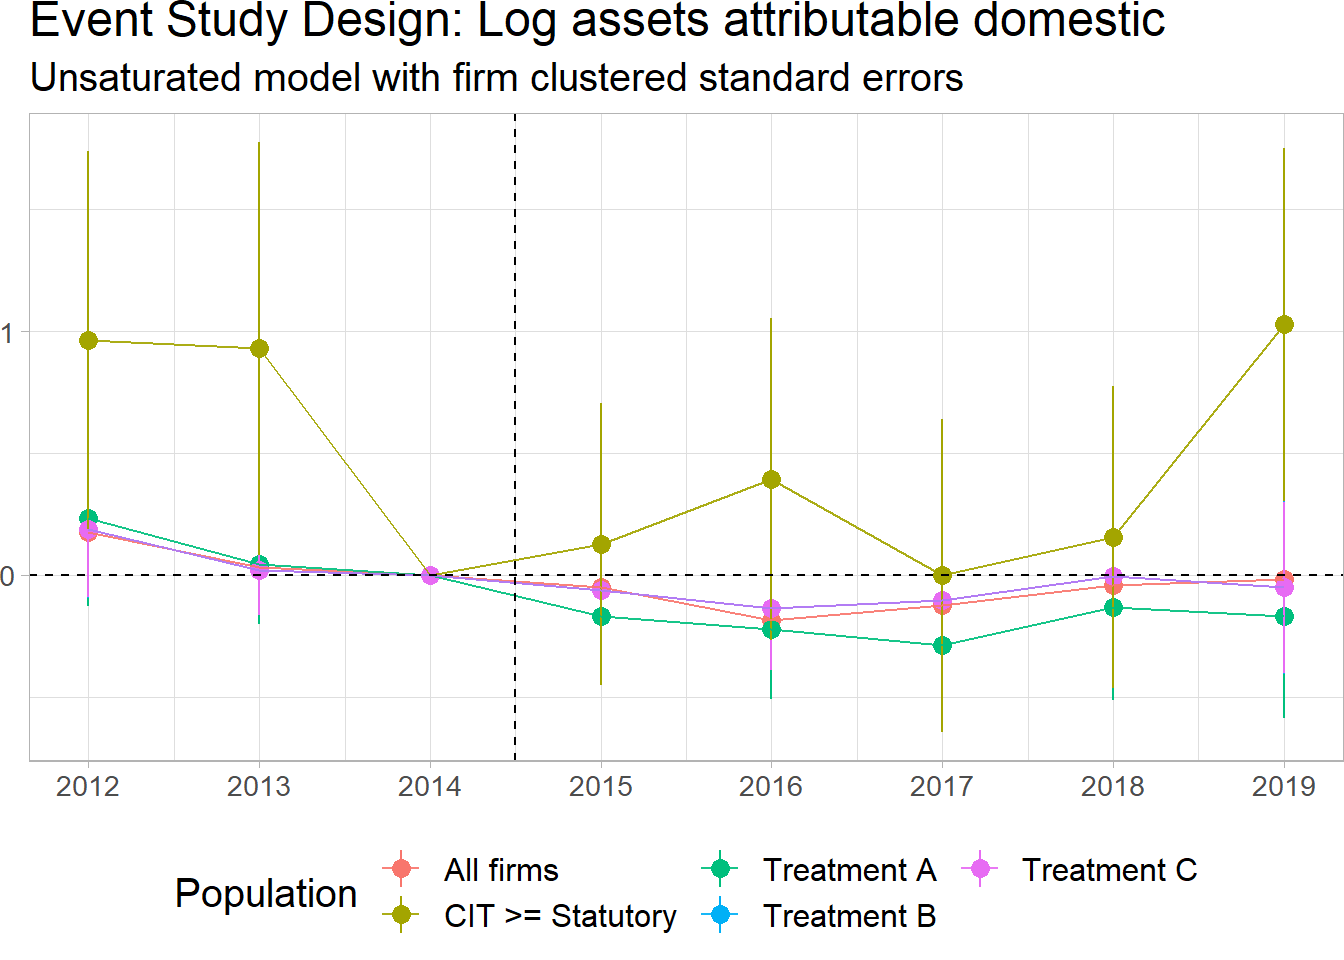 Event Study Design: Log assets attributable domestic
Unsaturated model with firm clustered standard errors
1
0
2012 2013 2014 2015 2016 2017 2018 2019
Population
All firms
CIT >= Statutory
Treatment A
Treatment B
Treatment C